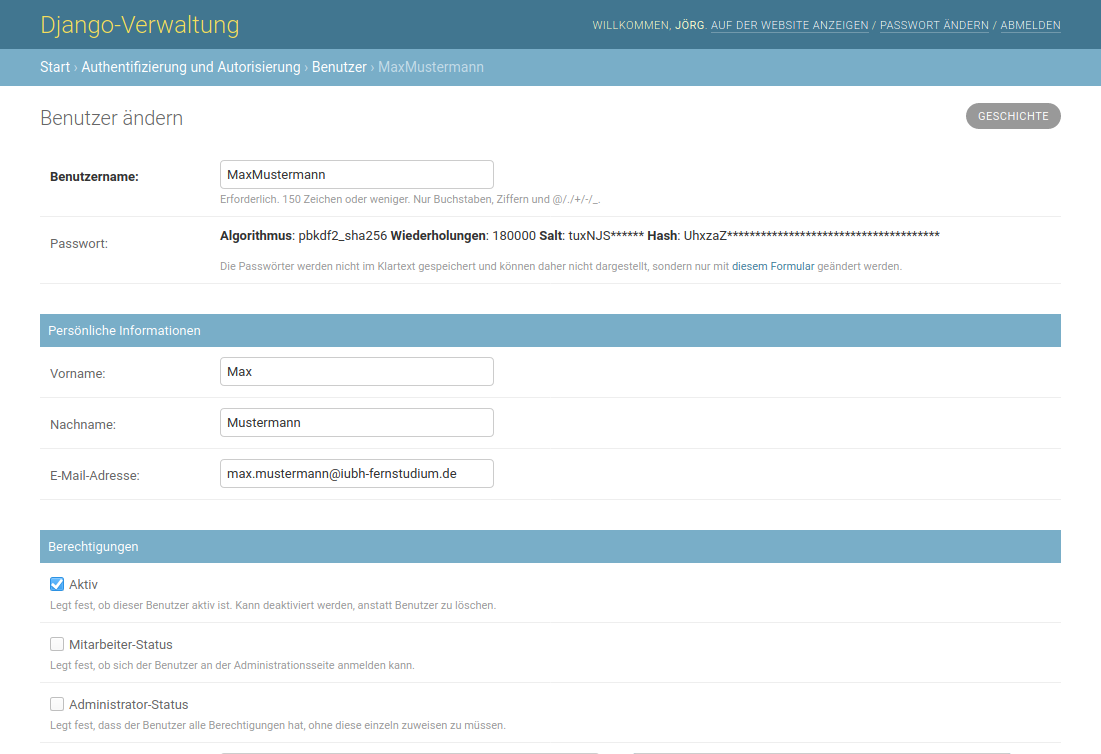 Django-Verwaltung
WILLKOMMEN, JÖRG. AUF DER WEBSITE ANZEIGEN / PASSWORT ÄNDERN / ABMELDEN
Start › Authentifizierung und Autorisierung › Benutzer › MaxMustermann
Benutzer ändern
GESCHICHTE
Benutzername:
MaxMustermann
Erforderlich. 150 Zeichen oder weniger. Nur Buchstaben, Ziffern und @/./+/-/_.
Passwort:
Algorithmus: pbkdf2_sha256 Wiederholungen: 180000 Salt: tuxNJS****** Hash: UhxzaZ**************************************
Die Passwörter werden nicht im Klartext gespeichert und können daher nicht dargestellt, sondern nur mit diesem Formular geändert werden.
Persönliche Informationen
Vorname:
Max
Nachname:
Mustermann
E-Mail-Adresse:
max.mustermann@iubh-fernstudium.de
Berechtigungen
Aktiv
Legt fest, ob dieser Benutzer aktiv ist. Kann deaktiviert werden, anstatt Benutzer zu löschen.
Mitarbeiter-Status
Legt fest, ob sich der Benutzer an der Administrationsseite anmelden kann.
Administrator-Status
Legt fest, dass der Benutzer alle Berechtigungen hat, ohne diese einzeln zuweisen zu müssen.